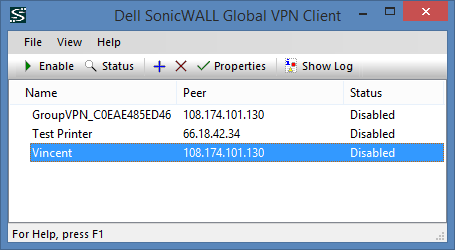 Dell SonicWALL Global VPN Client
File View Help
Enable Status Properties Show Log
Name Peer Status
GroupVPN_C0EAE485ED46 108.174.101.130 Disabled
Test Printer 66.18.42.34 Disabled
Vincent 108.174.101.130 Disabled
For Help, press F1